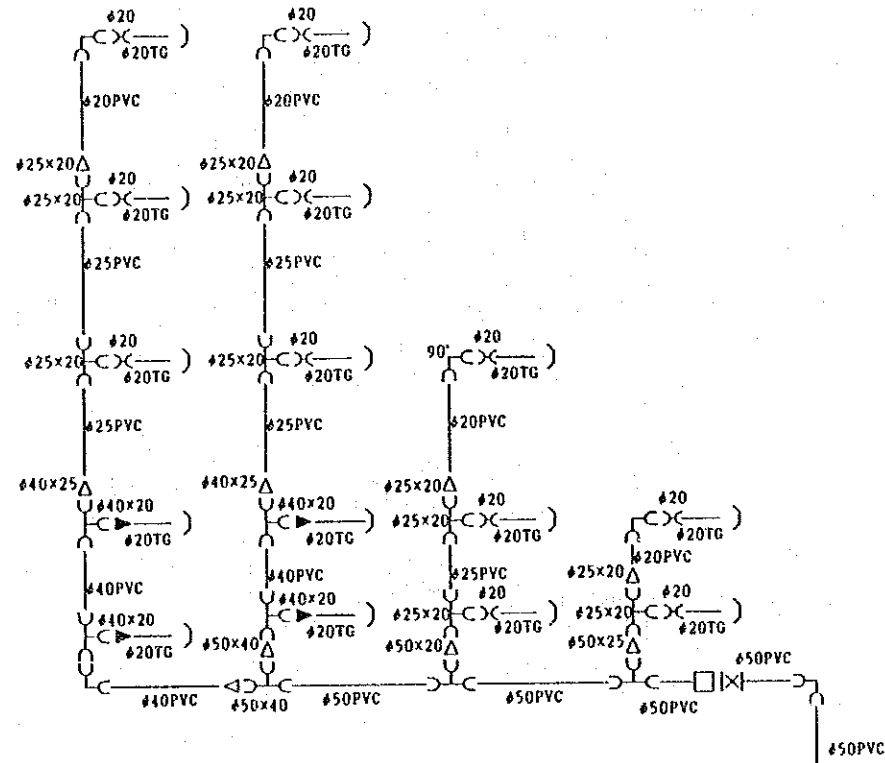 ϕ20 ϕ20
ϕ20TG ϕ20TG
ϕ20PVC ϕ20PVC
ϕ25×20 ϕ20 ϕ25×20 ϕ20
ϕ25×20 ϕ20TG ϕ25×20 ϕ20TG
ϕ25PVC ϕ25PVC
ϕ20 ϕ20 90° ϕ20
ϕ25×20 ϕ20TG ϕ25×20 ϕ20TG ϕ20TG
ϕ25PVC ϕ25PVC ϕ20PVC
ϕ40×25 ϕ40×25 ϕ25×20
ϕ40×20 ϕ40×20 ϕ20 ϕ20
ϕ25×20
ϕ20TG ϕ20TG ϕ20TG ϕ20TG
ϕ20PVC
ϕ40PVC ϕ40PVC ϕ25PVC ϕ25×20
ϕ40×20 ϕ40×20 ϕ20 ϕ20
ϕ25×20 ϕ25×20
ϕ20TG ϕ20TG ϕ20TG ϕ20TG
ϕ50×40 ϕ50×20 ϕ50×25
ϕ50PVC
ϕ40PVC ϕ50×40 ϕ50PVC ϕ50PVC ϕ50PVC
ϕ50PVC